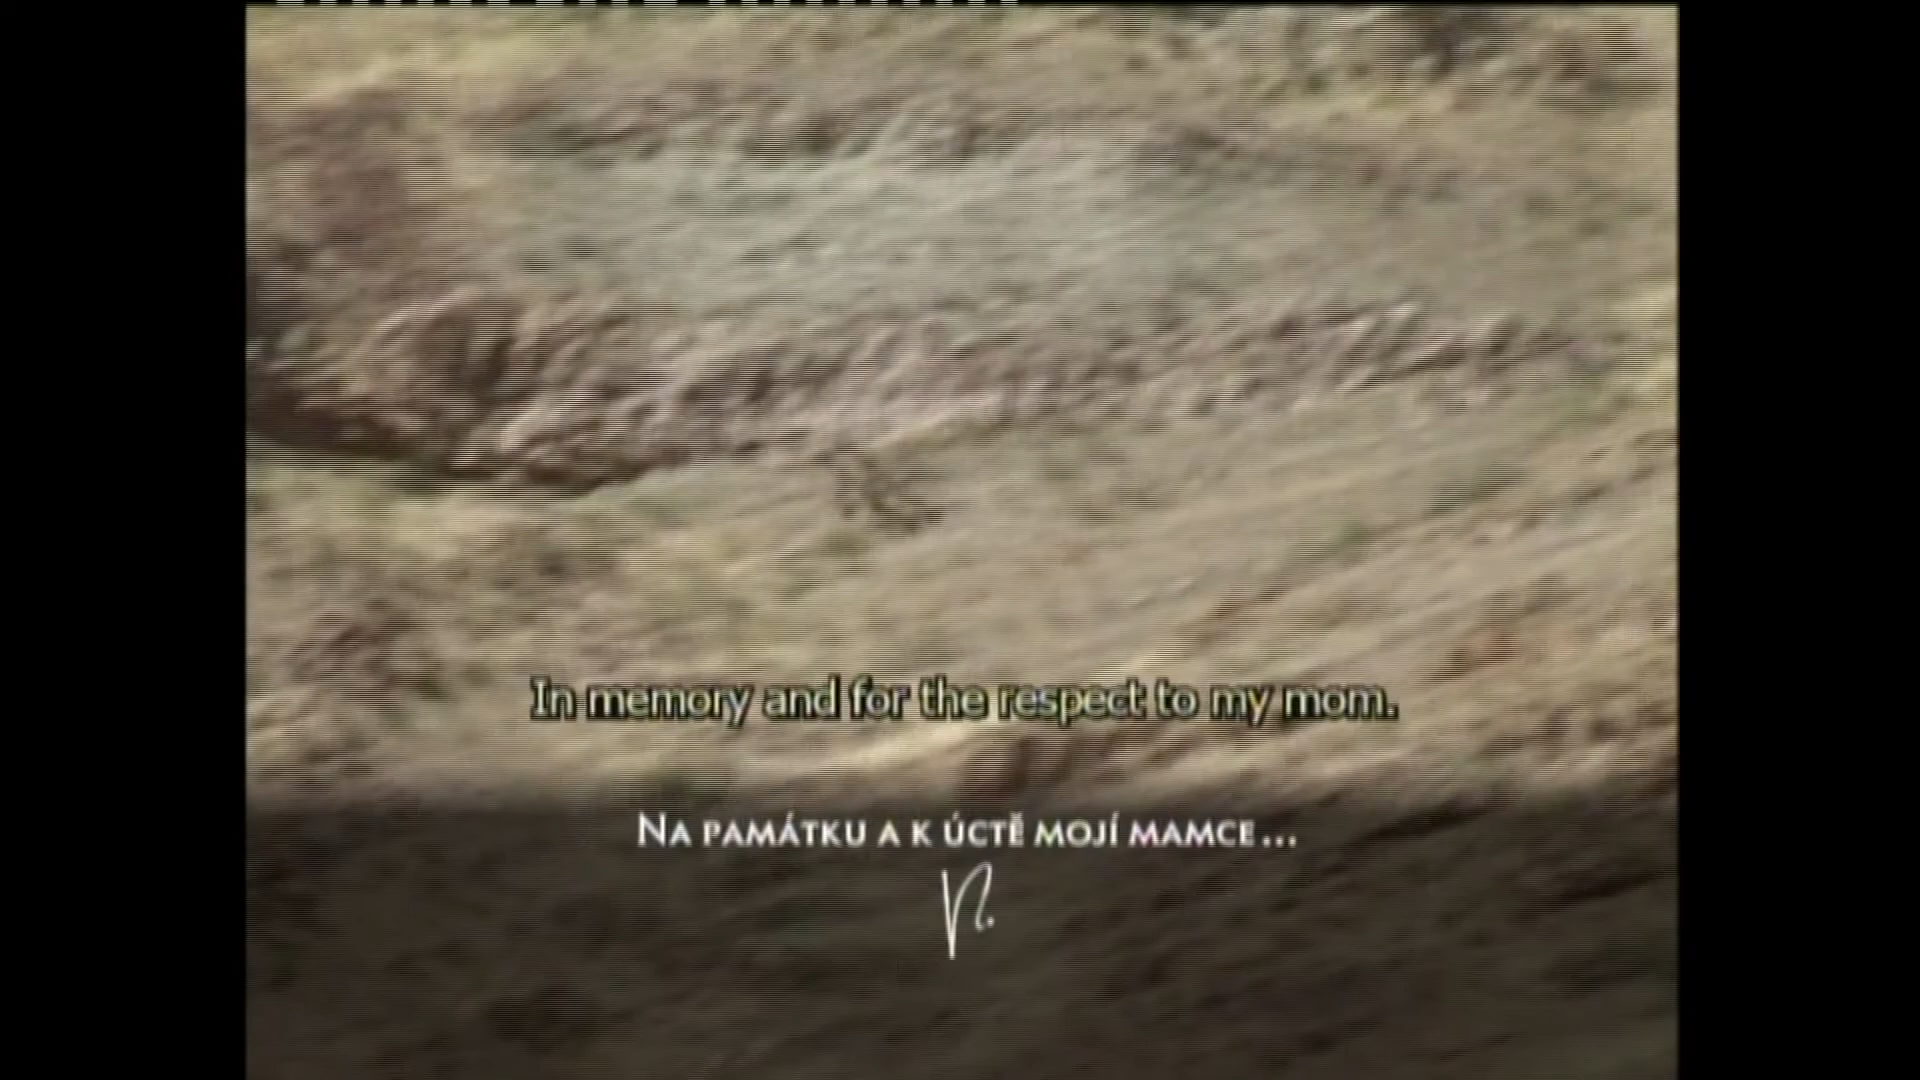 In memory and for the respect to my mom.
NA PAMÁTKU A K ÚCTĚ MOJÍ MAMCE...